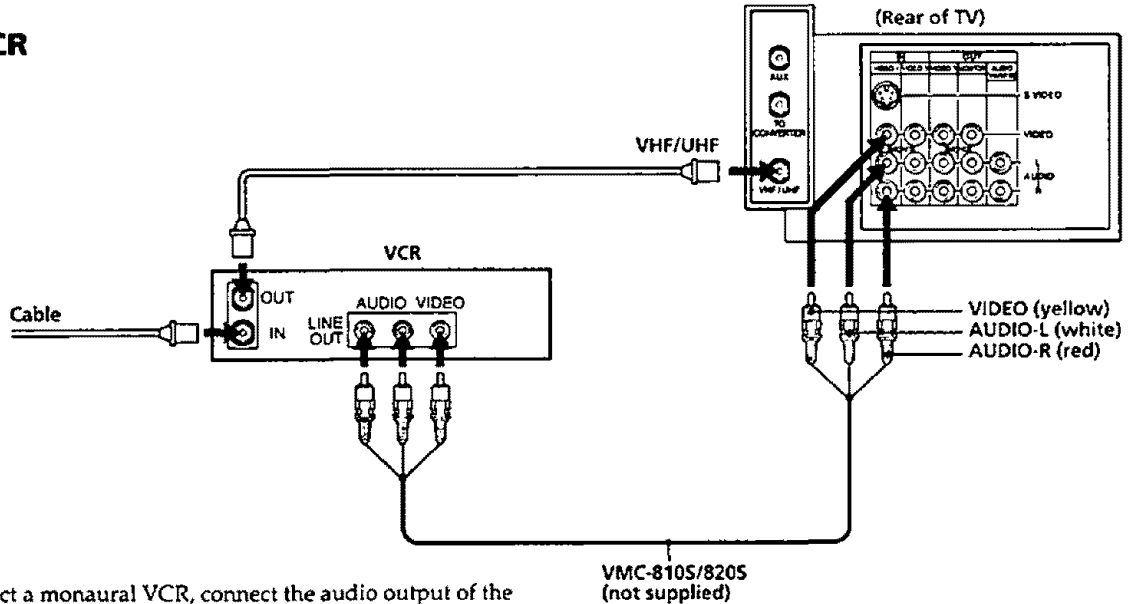 CR
(Rear of TV)
IN OUT
AUX
TO CONVERTER
VHF/UHF
S VIDEO
VIDEO
AUDIO
R
VHF/UHF
VCR
OUT
IN
Cable
LINE OUT
AUDIO VIDEO
VIDEO (yellow)
AUDIO-L (white)
AUDIO-R (red)
VMC-810S/820S
(not supplied)
ct a monaural VCR, connect the audio output of the